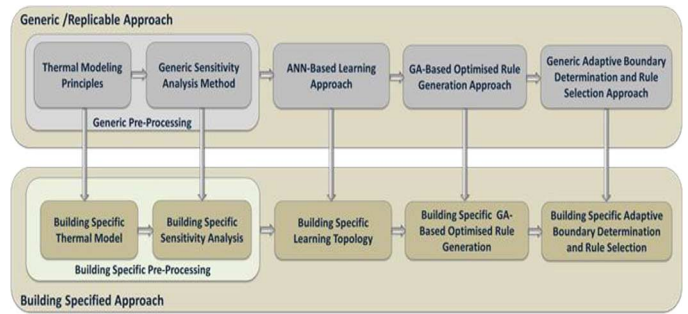 Generic /Replicable Approach
Thermal Modeling
Principles
Generic Sensitivity
Analysis Method
ANN-Based Learning
Approach
GA-Based Optimised Rule
Generation Approach
Generic Adaptive Boundary
Determination and Rule
Selection Approach
Generic Pre-Processing
Building Specific
Thermal Model
Building Specific
Sensitivity Analysis
Building Specific
Learning Topology
Building Specific GA-
Based Optimised Rule
Generation
Building Specific Adaptive
Boundary Determination
and Rule Selection
Building Specific Pre-Processing
Building Specified Approach